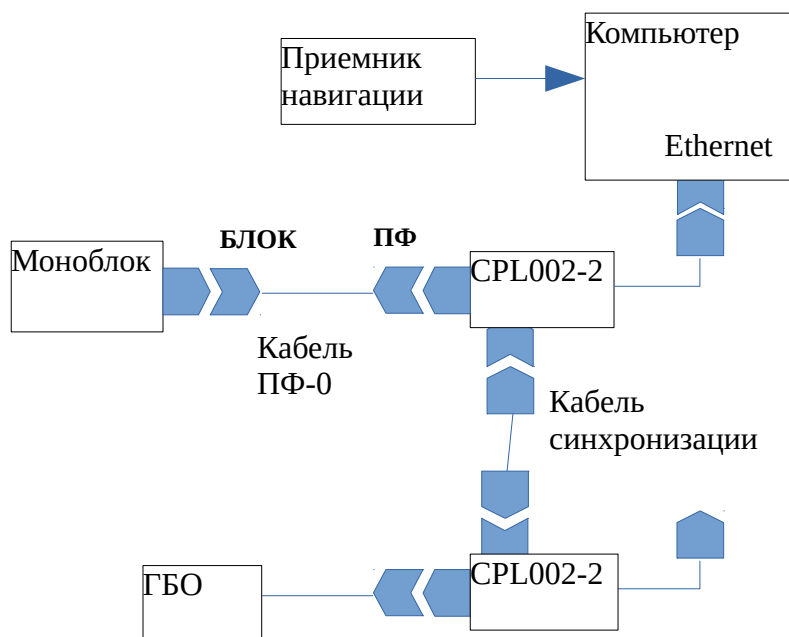 Приемник
навигации
Компьютер
Ethernet
БЛОК
ПФ
Моноблок
CPL002-2
Кабель
ПФ-0
Кабель
синхронизации
ГБО
CPL002-2